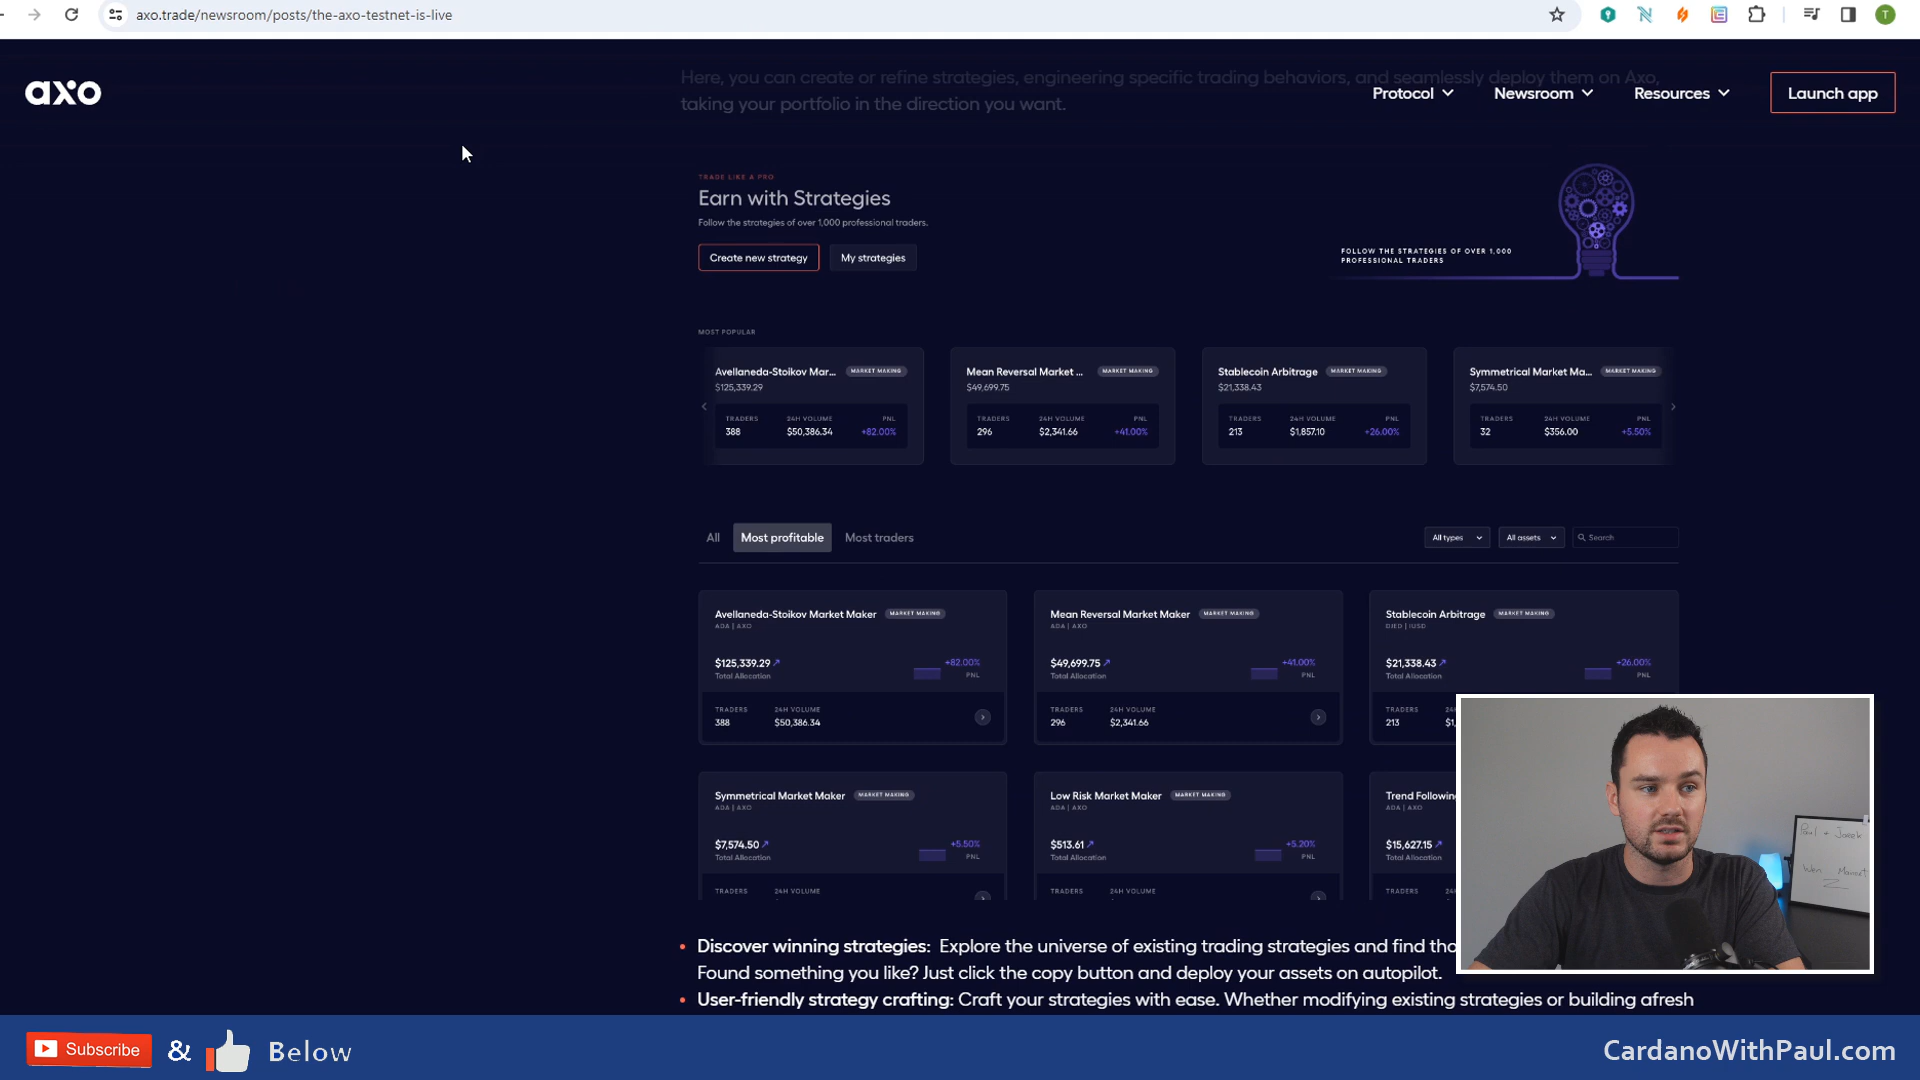 axo.trade/newsroom/posts/the-axo-testnet-is-live
T
axo
Here, you can create or refine strategies, engineering specific trading behaviors, and seamlessly deploy them on Axo,
taking your portfolio in the direction you want.
Protocol
Newsroom
Resources
Launch app
TRADE LIKE A PRO
Earn with Strategies
Follow the strategies of over 1,000 professional traders.
Create new strategy
My strategies
FOLLOW THE STRATEGIES OF OVER 1,000
PROFESSIONAL TRADERS
MOST POPULAR
Avellaneda-Stoikov Mar... MARKET MAKING
$125,339.29
TRADERS 24H VOLUME PNL
388 $50,386.34 +82.00%
Mean Reversal Market ... MARKET MAKING
$49,699.75
TRADERS 24H VOLUME PNL
296 $2,341.66 +41.00%
Stablecoin Arbitrage MARKET MAKING
$21,338.43
TRADERS 24H VOLUME PNL
213 $1,857.10 +26.00%
Symmetrical Market Ma... MARKET MAKING
$7,574.50
TRADERS 24H VOLUME PNL
32 $356.00 +5.50%
All
Most profitable
Most traders
All types
All assets
Search
Avellaneda-Stoikov Market Maker MARKET MAKING
ADA | AXO
$125,339.29 +82.00%
Total Allocation PNL
TRADERS 24H VOLUME
388 $50,386.34
Mean Reversal Market Maker MARKET MAKING
ADA | AXO
$49,699.75 +41.00%
Total Allocation PNL
TRADERS 24H VOLUME
296 $2,341.66
Stablecoin Arbitrage MARKET MAKING
DJED | IUSD
$21,338.43 +26.00%
Total Allocation PNL
TRADERS
213
Symmetrical Market Maker MARKET MAKING
ADA | AXO
$7,574.50 +5.50%
Total Allocation PNL
TRADERS 24H VOLUME
Low Risk Market Maker MARKET MAKING
ADA | AXO
$513.61 +5.20%
Total Allocation PNL
TRADERS 24H VOLUME
Trend Followin
ADA | AXO
$15,627.15
Total Allocation
TRADERS
Paul + Josek
Wen
• Discover winning strategies: Explore the universe of existing trading strategies and find tho
Found something you like? Just click the copy button and deploy your assets on autopilot.
• User-friendly strategy crafting: Craft your strategies with ease. Whether modifying existing strategies or building afresh
Subscribe & Below
CardanoWithPaul.com